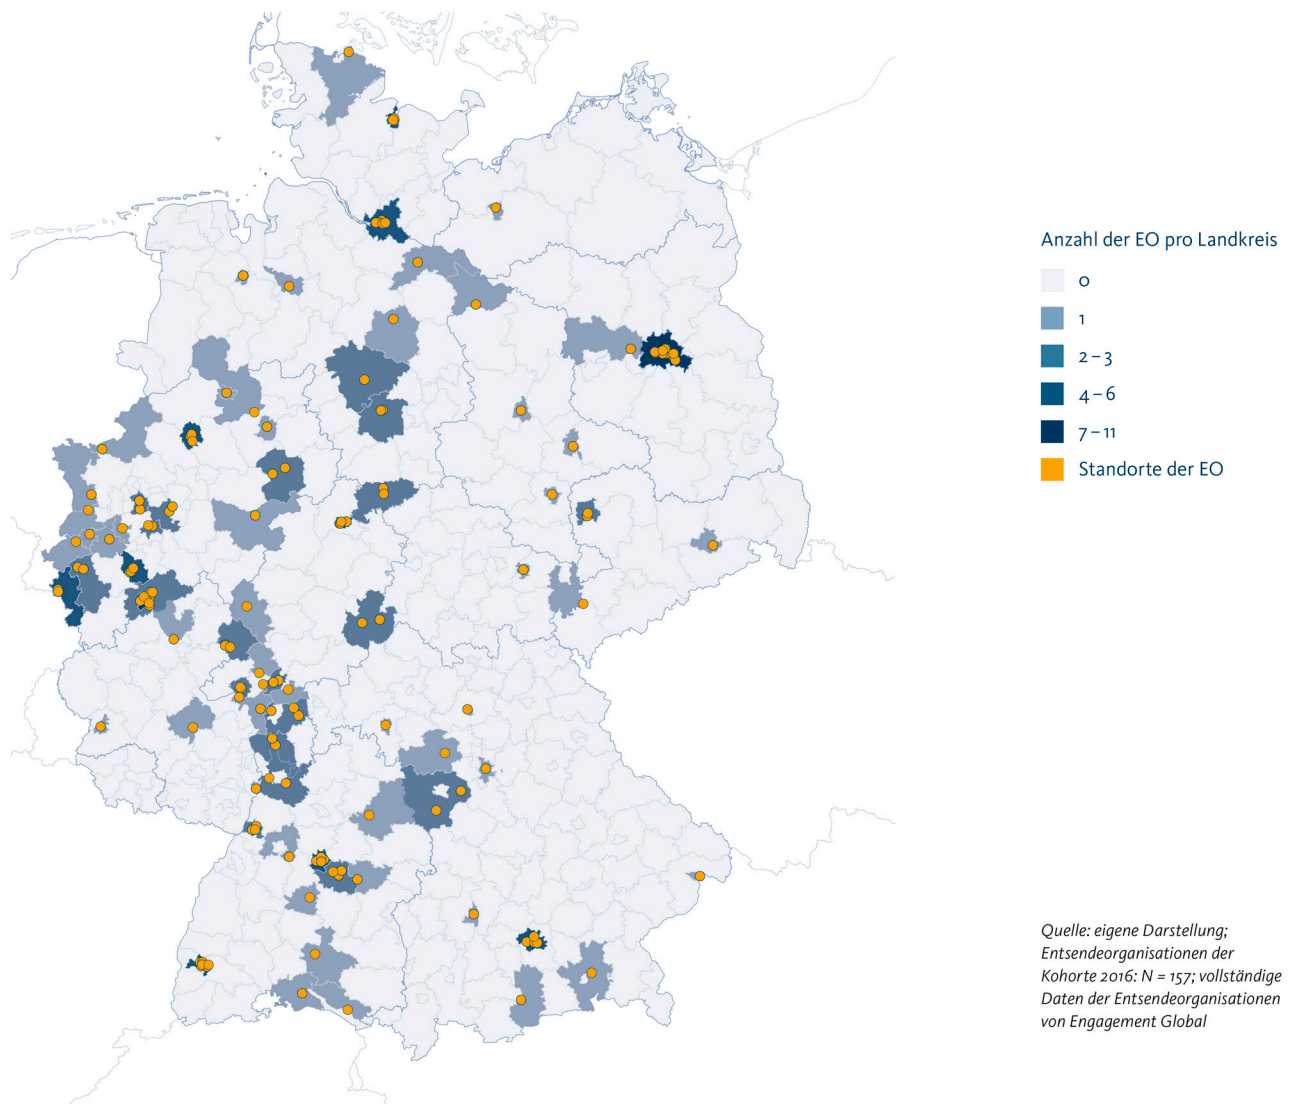 Anzahl der EO pro Landkreis
0
1
2 – 3
4 – 6
7 – 11
Standorte der EO
Quelle: eigene Darstellung;
Entsendeorganisationen der
Kohorte 2016: N = 157; vollständige
Daten der Entsendeorganisationen
von Engagement Global